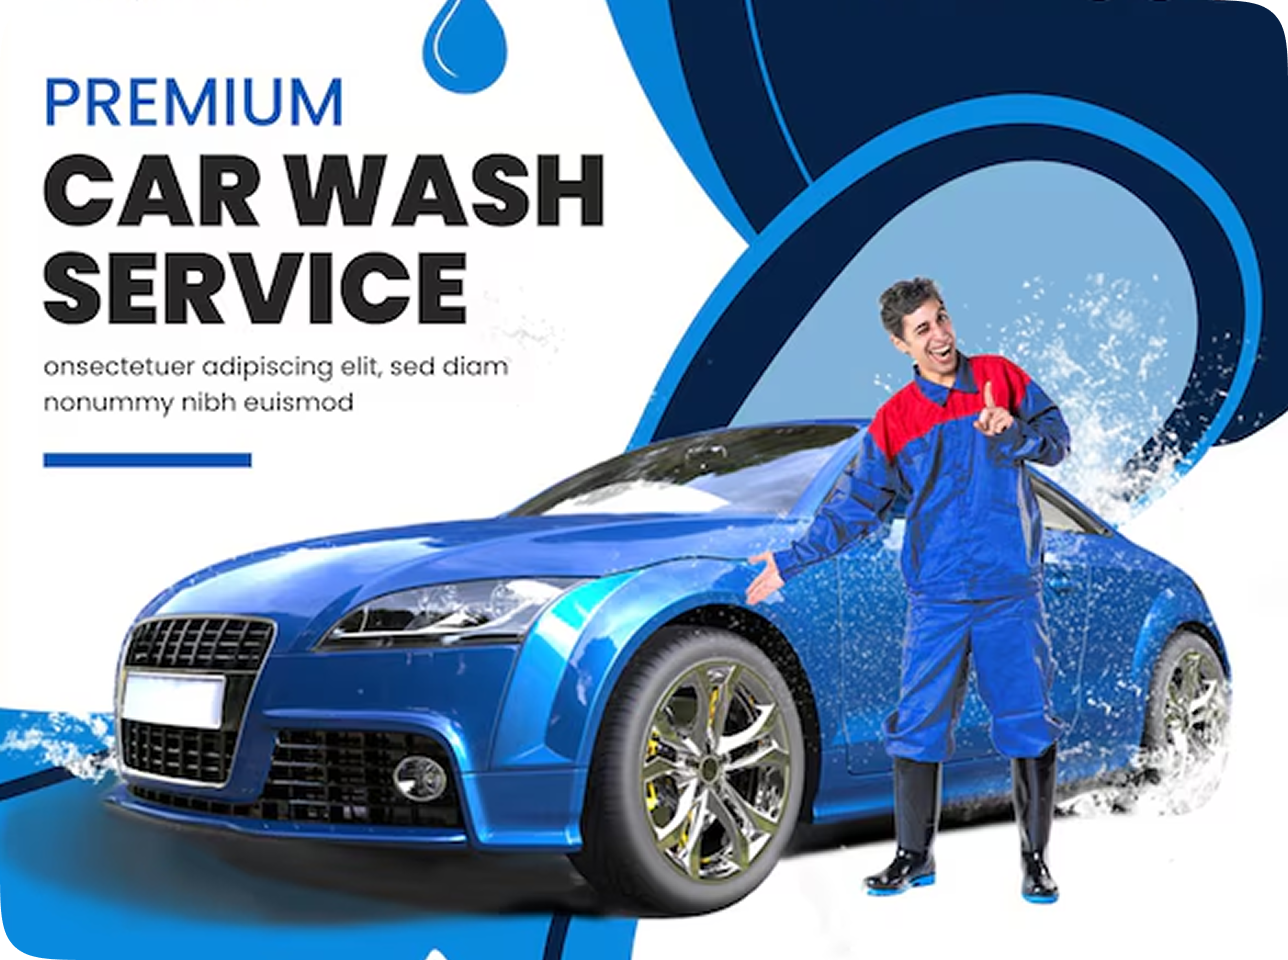 PREMIUM
CAR WASH
SERVICE
onsectetuer adipiscing elit, sed diam
nonummy nibh euismod